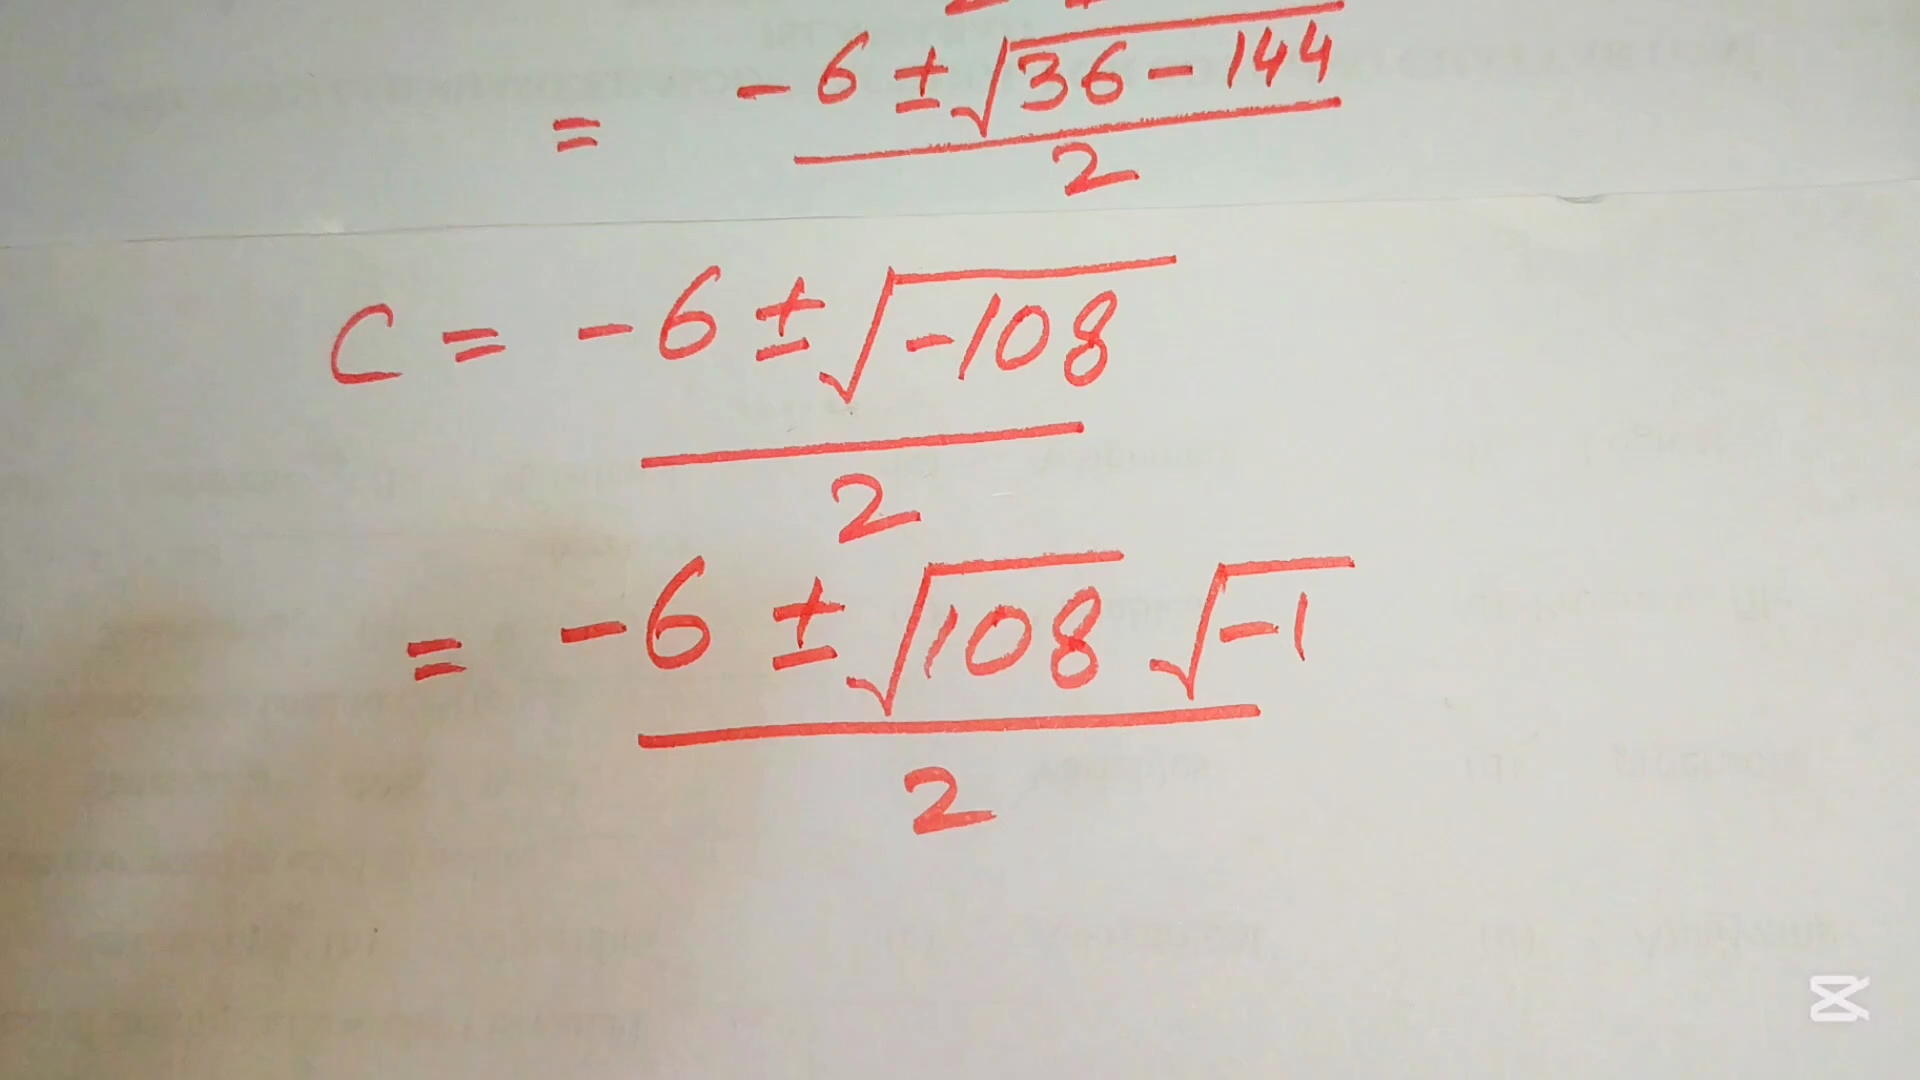 = -6 ± √36 - 144 / 2
C = -6 ± √-108 / 2
= -6 ± √108 √-1 / 2